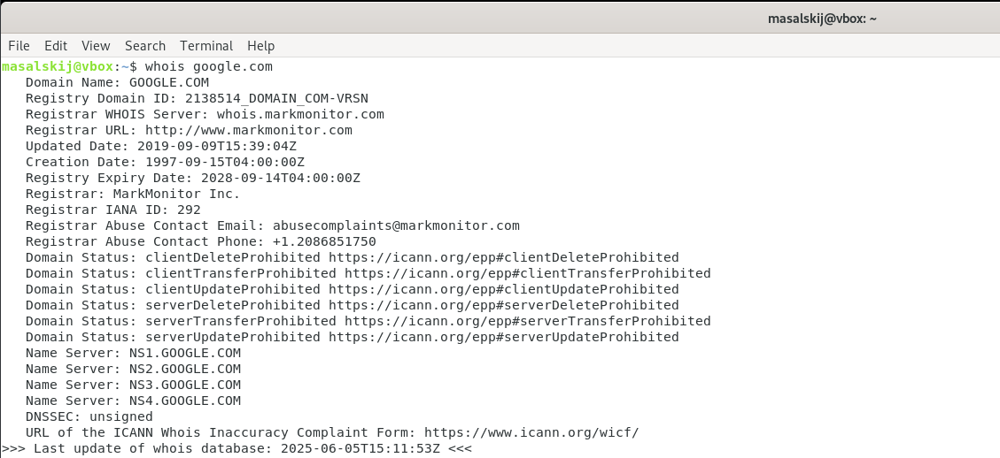 masalskij@vbox: ~
File Edit View Search Terminal Help
masalskij@vbox:~$ whois google.com
Domain Name: GOOGLE.COM
Registry Domain ID: 2138514_DOMAIN_COM-VRSN
Registrar WHOIS Server: whois.markmonitor.com
Registrar URL: http://www.markmonitor.com
Updated Date: 2019-09-09T15:39:04Z
Creation Date: 1997-09-15T04:00:00Z
Registry Expiry Date: 2028-09-14T04:00:00Z
Registrar: MarkMonitor Inc.
Registrar IANA ID: 292
Registrar Abuse Contact Email: abusecomplaints@markmonitor.com
Registrar Abuse Contact Phone: +1.2086851750
Domain Status: clientDeleteProhibited https://icann.org/epp#clientDeleteProhibited
Domain Status: clientTransferProhibited https://icann.org/epp#clientTransferProhibited
Domain Status: clientUpdateProhibited https://icann.org/epp#clientUpdateProhibited
Domain Status: serverDeleteProhibited https://icann.org/epp#serverDeleteProhibited
Domain Status: serverTransferProhibited https://icann.org/epp#serverTransferProhibited
Domain Status: serverUpdateProhibited https://icann.org/epp#serverUpdateProhibited
Name Server: NS1.GOOGLE.COM
Name Server: NS2.GOOGLE.COM
Name Server: NS3.GOOGLE.COM
Name Server: NS4.GOOGLE.COM
DNSSEC: unsigned
URL of the ICANN Whois Inaccuracy Complaint Form: https://www.icann.org/wicf/
>>> Last update of whois database: 2025-06-05T15:11:53Z <<<